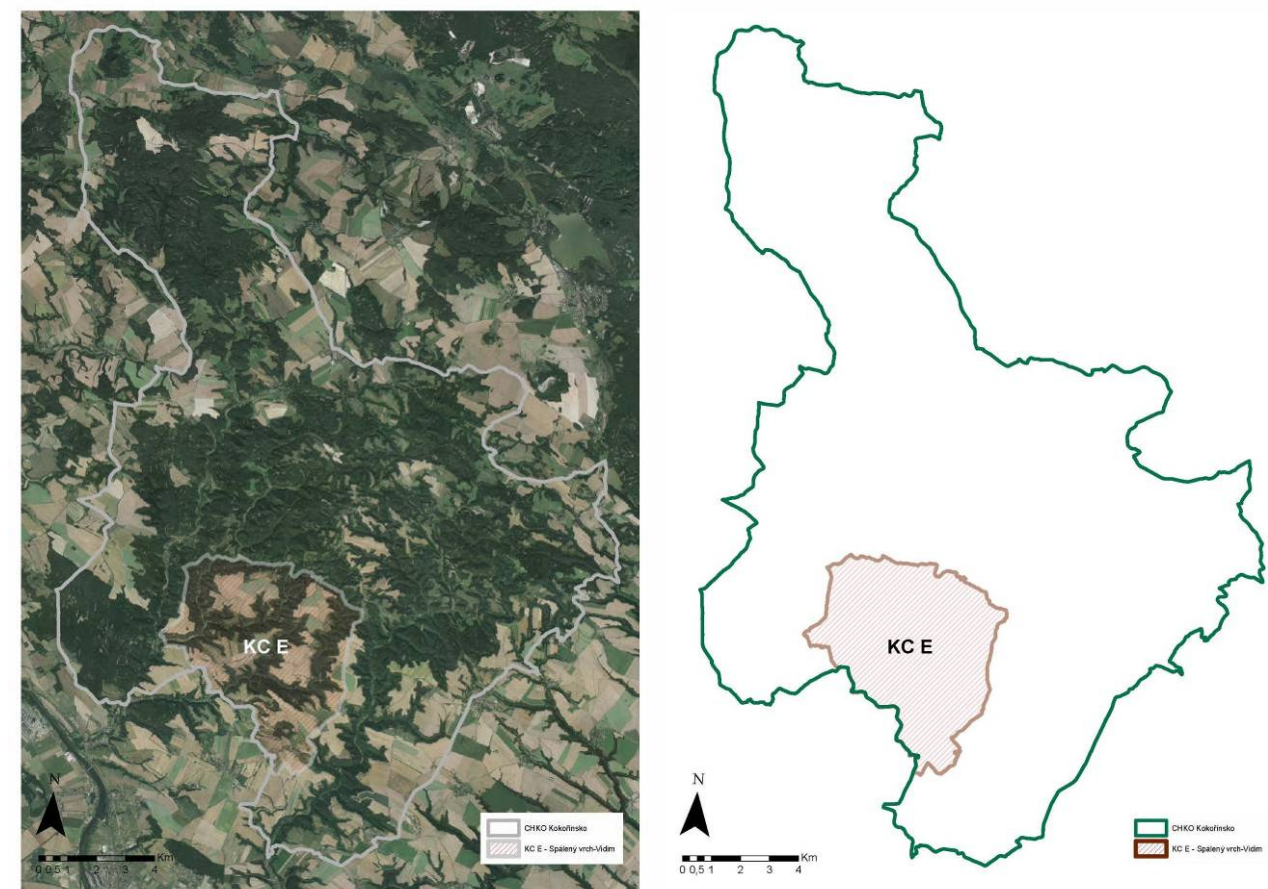 KC E
N
0 0,5 1 2 3 4 Km
CHKO Kokořínsko
KC E - Spálený vrch-Vidim
KC E
N
0 0,5 1 2 3 4 Km
CHKO Kokořínsko
KC E - Spálený vrch-Vidim